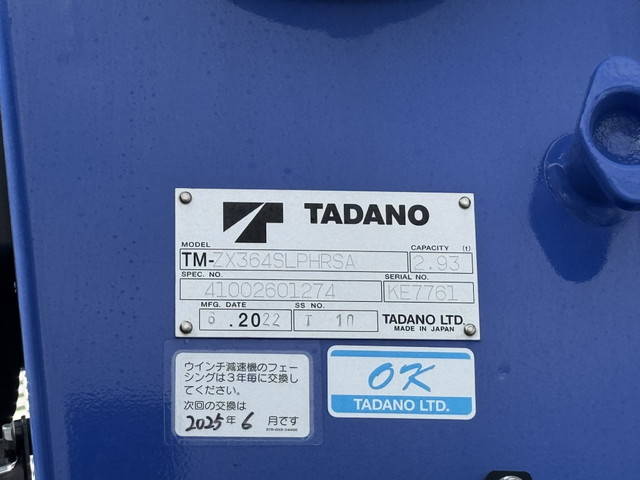 TADANO
MODEL CAPACITY (t)
TM-ZX364SLPHRSA 2.93
SPEC. NO. SERIAL NO.
41002601274 KE7761
MFG. DATE SS NO.
6 .2022 T 10 TADANO LTD.
MADE IN JAPAN
ウインチ減速機のフェー
シングは3年毎に交換し
てください。
次回の交換は
2025年 6 月です
OK
TADANO LTD.